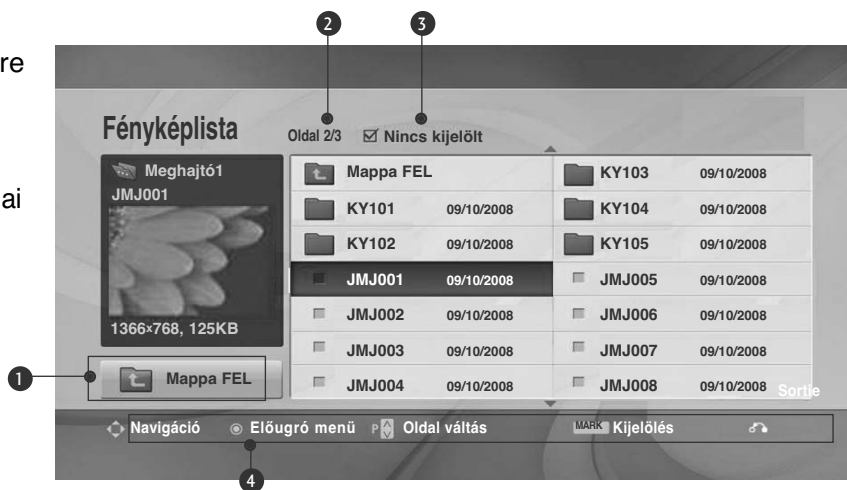 2 3
re
Fényképlista Oldal 2/3 Nincs kijelölt
Meghajtó1 Mappa FEL KY103 09/10/2008
ai JMJ001 KY101 09/10/2008 KY104 09/10/2008
KY102 09/10/2008 KY105 09/10/2008
JMJ001 09/10/2008 JMJ005 09/10/2008
JMJ002 09/10/2008 JMJ006 09/10/2008
1366x768, 125KB
JMJ003 09/10/2008 JMJ007 09/10/2008
1 Mappa FEL JMJ004 09/10/2008 JMJ008 09/10/2008 Sortie
Navigáció Előugró menü P Oldal váltás MARK Kijelölés
4